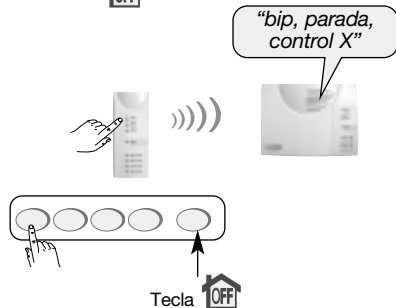 OFF
“bip, parada,
control X”
Tecla OFF